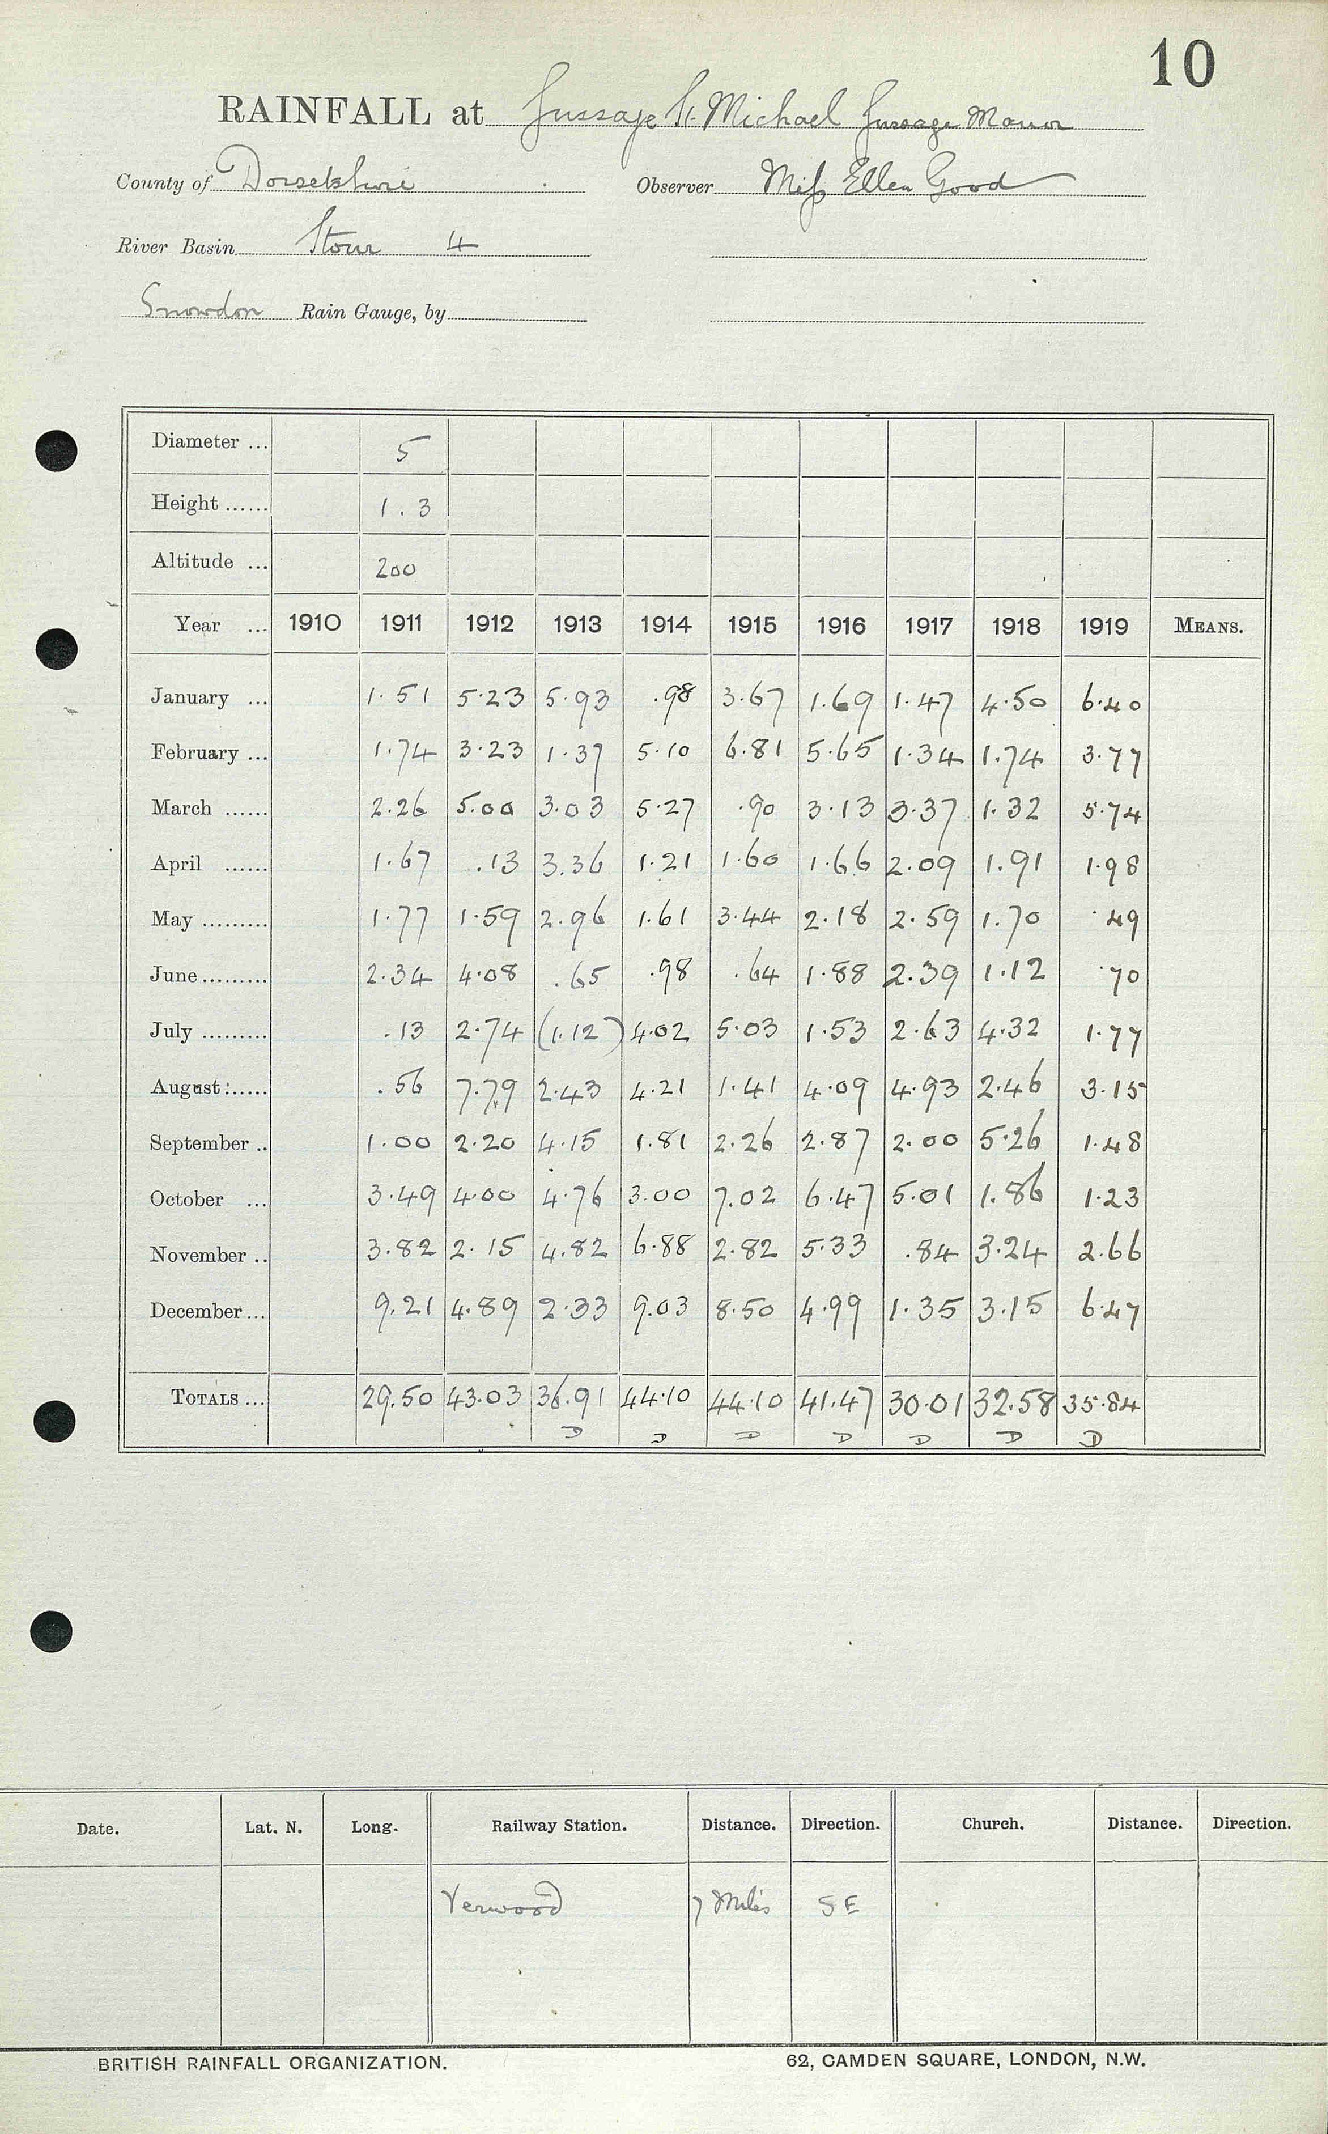 10
RAINFALL at Gussage St. Michael Gussage Manor
County of Dorsetshire Observer Miss Ellen Good
River Basin Stour 4
Snowdon Rain Gauge, by
Diameter ... 5
Height ...... 1.3
Altitude ... 200
Year ... 1910 1911 1912 1913 1914 1915 1916 1917 1918 1919 MEANS.
January ... 1.51 5.23 5.93 .98 3.67 1.69 1.47 4.50 6.40
February ... 1.74 3.23 1.37 5.10 6.81 5.65 1.34 1.74 3.77
March ...... 2.26 5.00 3.03 5.27 .90 3.13 3.37 1.32 5.74
April ...... 1.67 .13 3.36 1.21 1.60 1.66 2.09 1.91 1.98
May ......... 1.77 1.59 2.96 1.61 3.44 2.18 2.59 1.70 .49
June ......... 2.34 4.08 .65 .98 .64 1.88 2.39 1.12 .70
July ......... .13 2.74 (1.12) 4.02 5.03 1.53 2.63 4.32 1.77
August ...... .56 7.79 2.43 4.21 1.41 4.09 4.93 2.46 3.15
September .. 1.00 2.20 4.15 1.81 2.26 2.87 2.00 5.26 1.48
October ... 3.49 4.00 4.76 3.00 7.02 6.47 5.01 1.86 1.23
November .. 3.82 2.15 4.82 6.88 2.82 5.33 .84 3.24 2.66
December ... 9.21 4.89 2.33 9.03 8.50 4.99 1.35 3.15 6.47
TOTALS ... 29.50 43.03 36.91 44.10 44.10 41.47 30.01 32.58 35.84
D D D D D D D
Date. Lat. N. Long. Railway Station. Distance. Direction. Church. Distance. Direction.
Verwood 7 Miles SE
BRITISH RAINFALL ORGANIZATION. 62, CAMDEN SQUARE, LONDON, N.W.